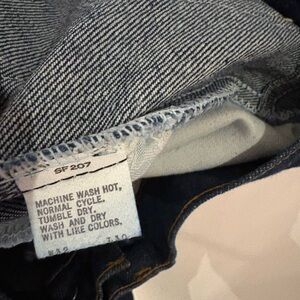 SF 207
MACHINE WASH HOT,
NORMAL CYCLE.
TUMBLE DRY.
WASH AND DRY
WITH LIKE COLORS.